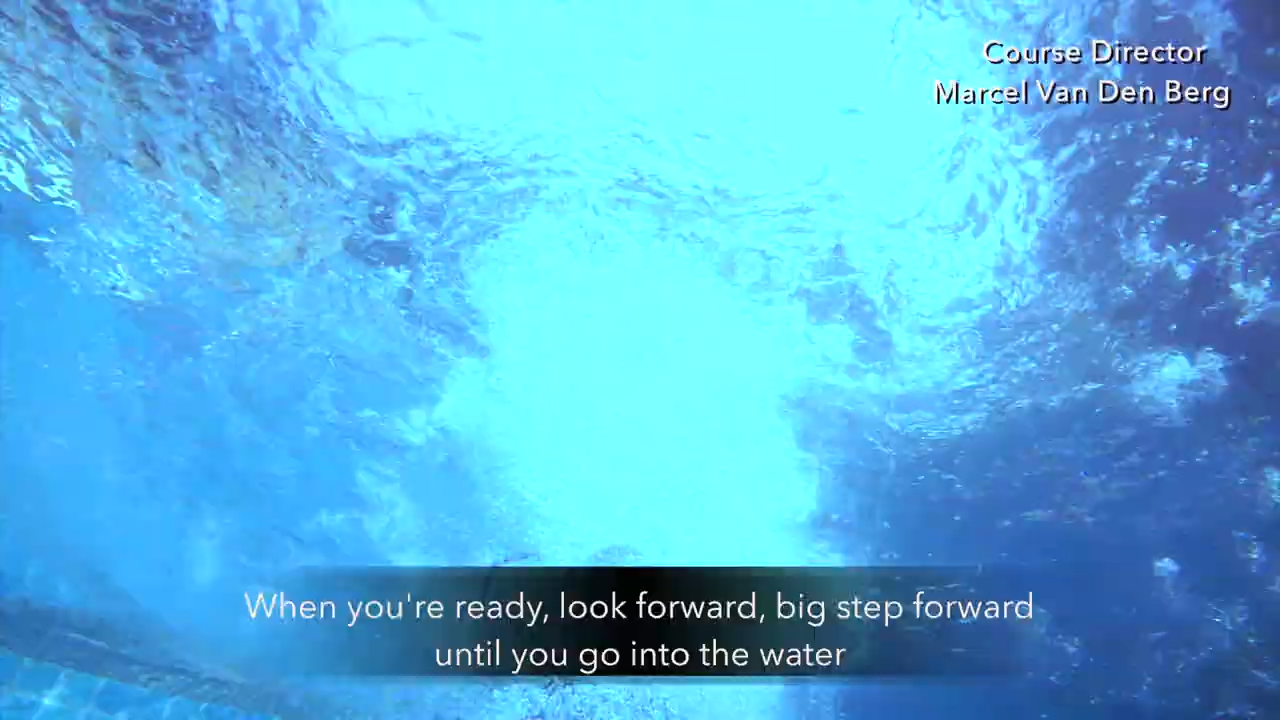 Course Director
Marcel Van Den Berg
When you're ready, look forward, big step forward
until you go into the water